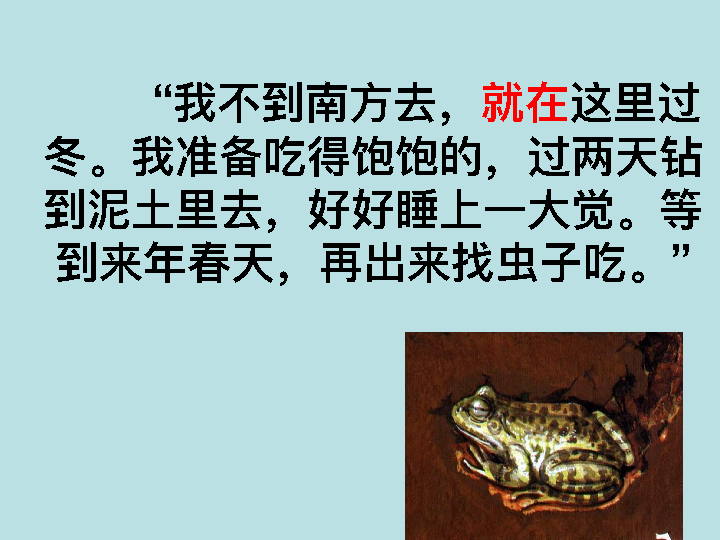 “我不到南方去，就在这里过
冬。我准备吃得饱饱的，过两天钻
到泥土里去，好好睡上一大觉。等
到来年春天，再出来找虫子吃。”